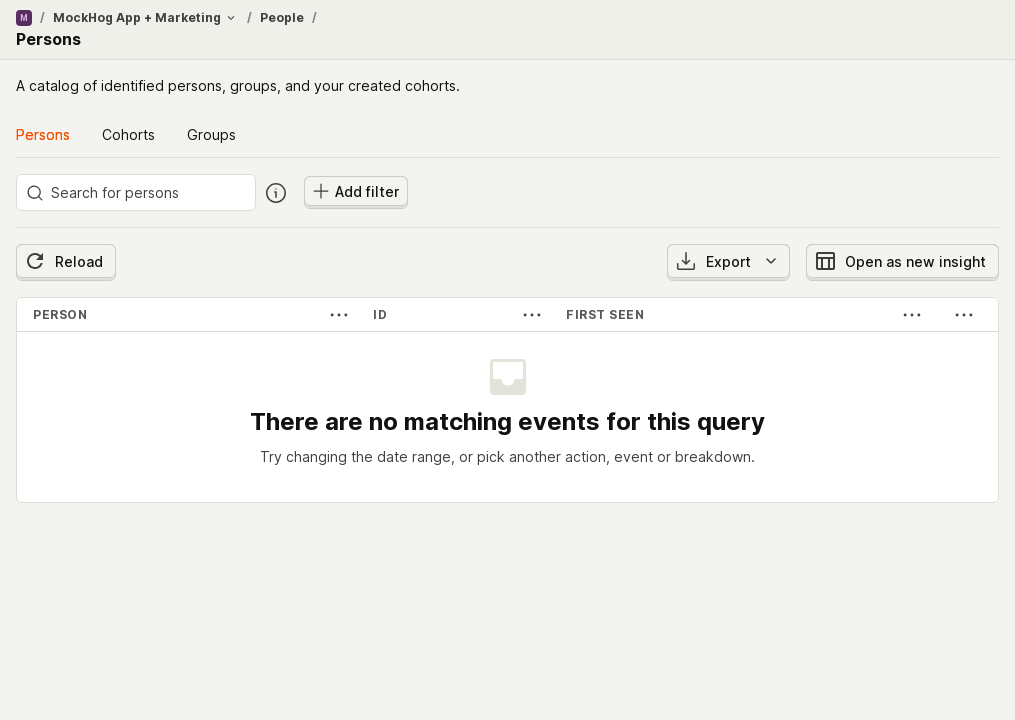 M / MockHog App + Marketing / People /
Persons
A catalog of identified persons, groups, and your created cohorts.
Persons Cohorts Groups
Search for persons Add filter
Reload Export Open as new insight
PERSON ID FIRST SEEN
There are no matching events for this query
Try changing the date range, or pick another action, event or breakdown.